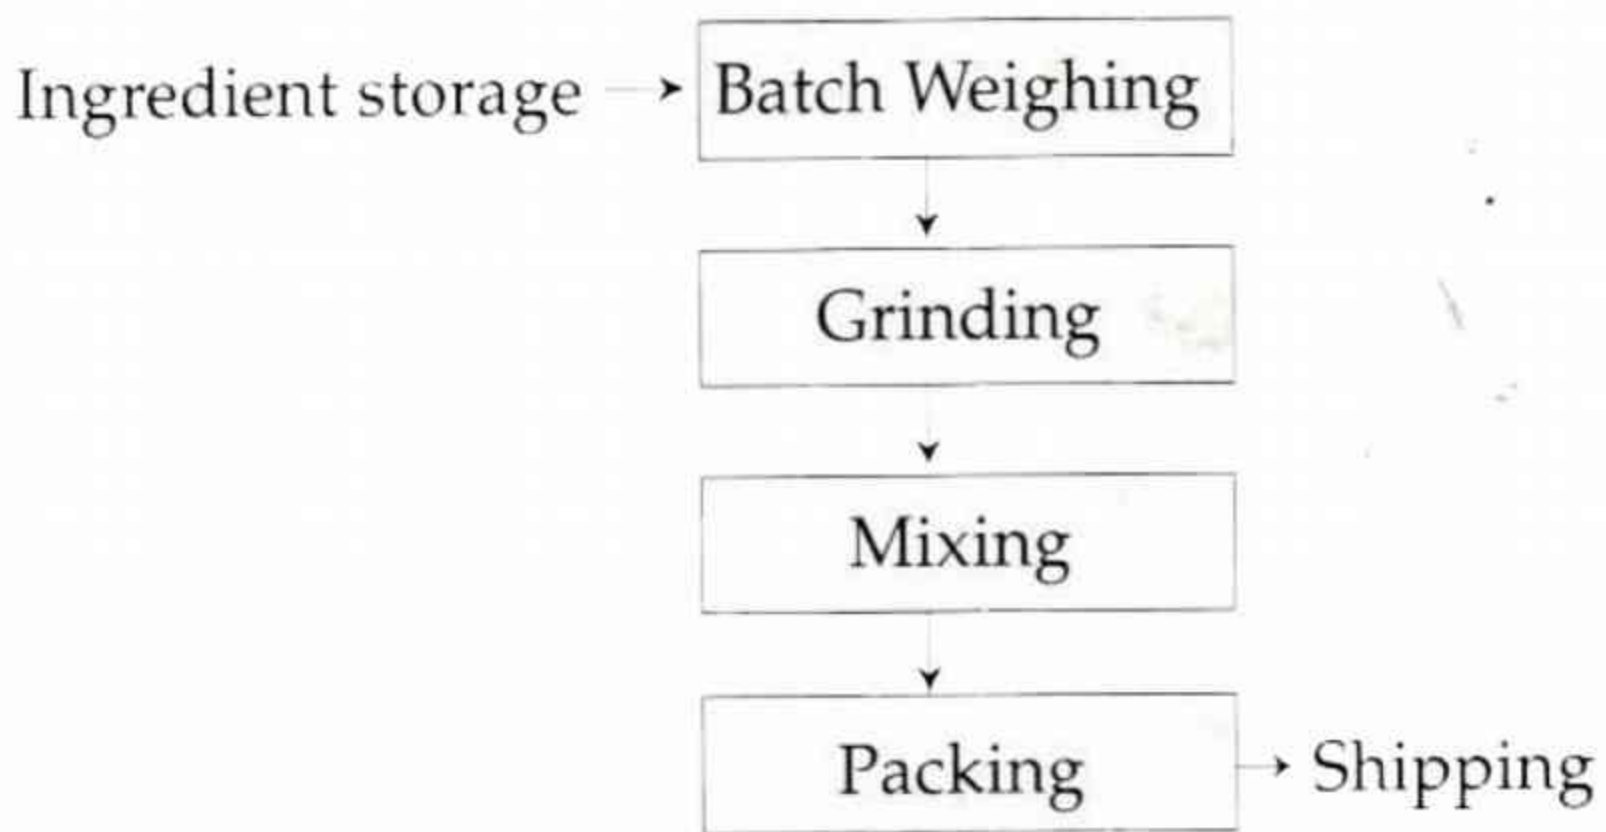 Ingredient storage
Batch Weighing
Grinding
Mixing
Packing
Shipping